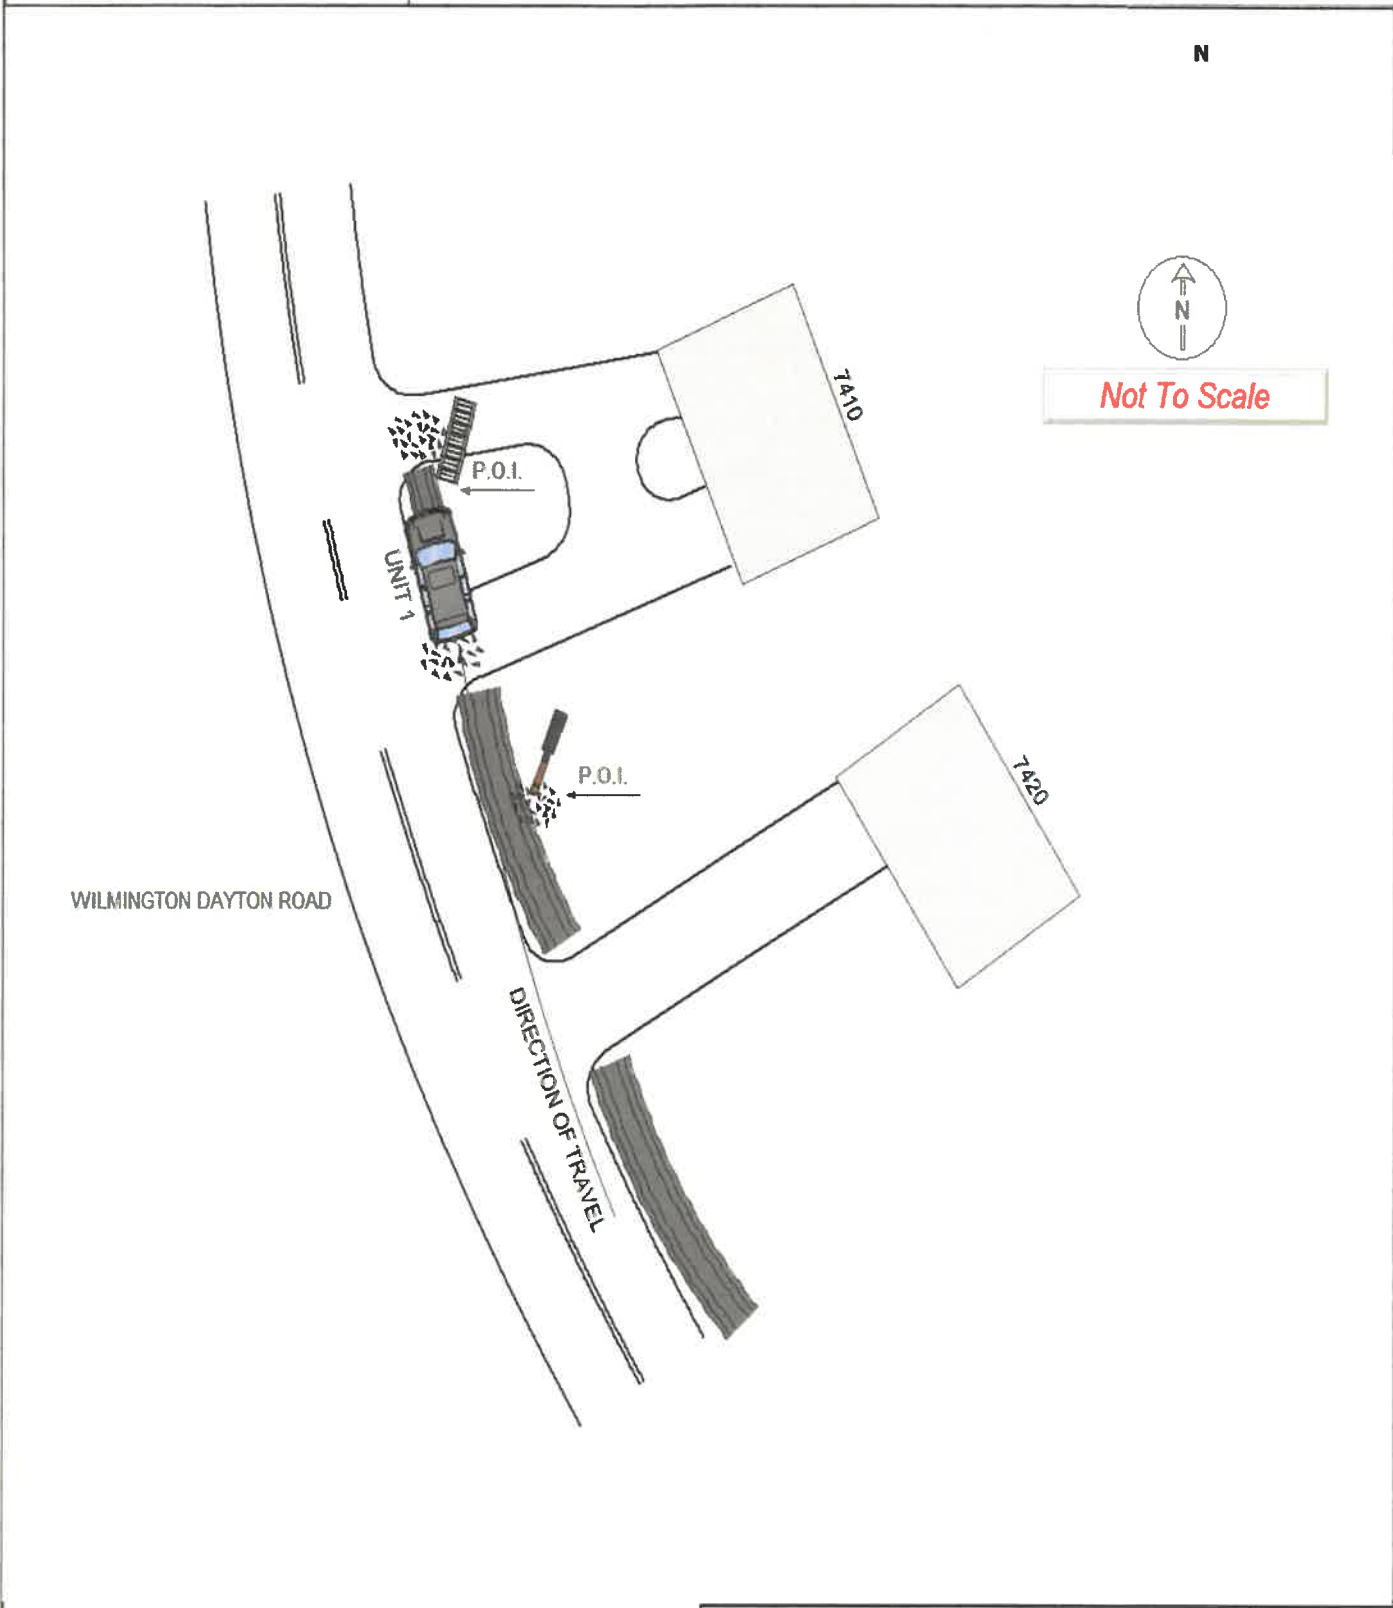 N
N
Not To Scale
7410
P.O.I.
UNIT 1
7420
P.O.I.
WILMINGTON DAYTON ROAD
DIRECTION OF TRAVEL